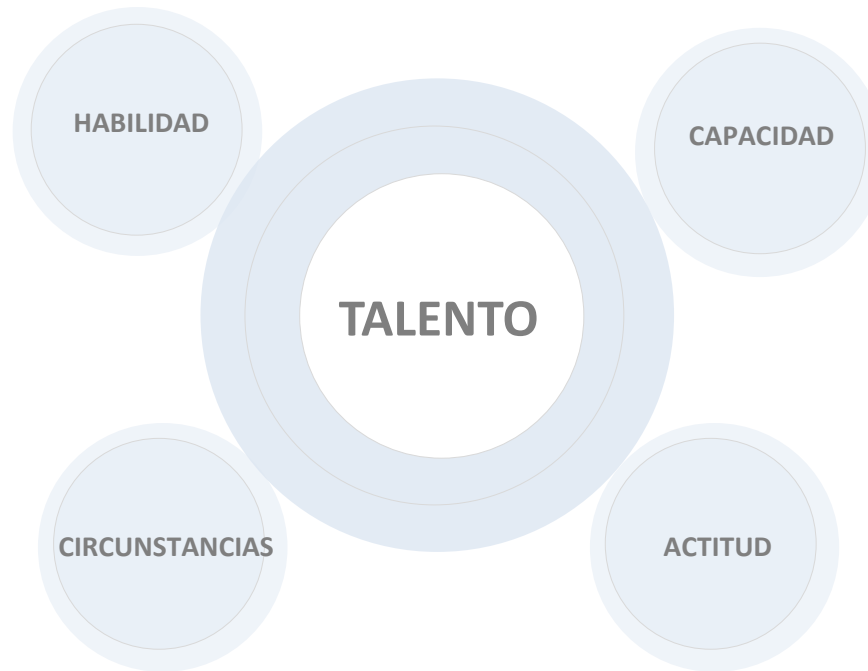 HABILIDAD
CAPACIDAD
TALENTO
CIRCUNSTANCIAS
ACTITUD